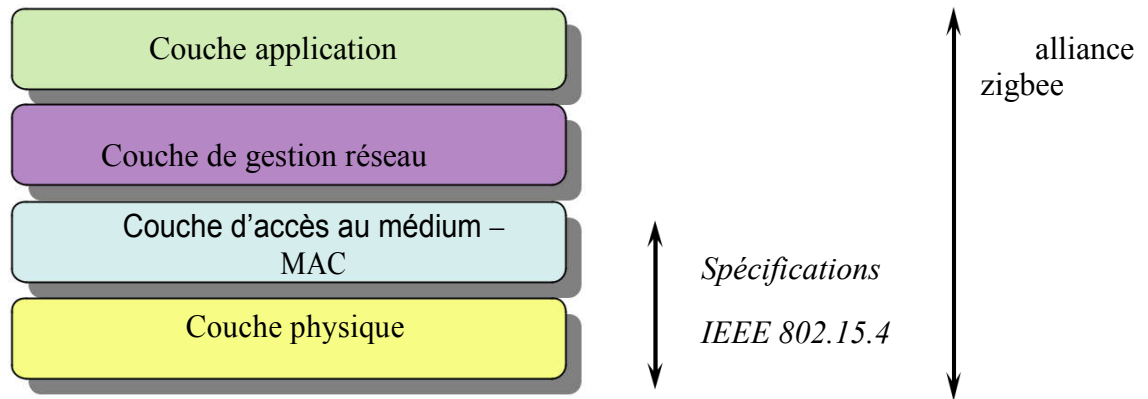 Couche application
Couche de gestion réseau
Couche d'accès au médium –
MAC
Couche physique
Spécifications
IEEE 802.15.4
alliance
zigbee